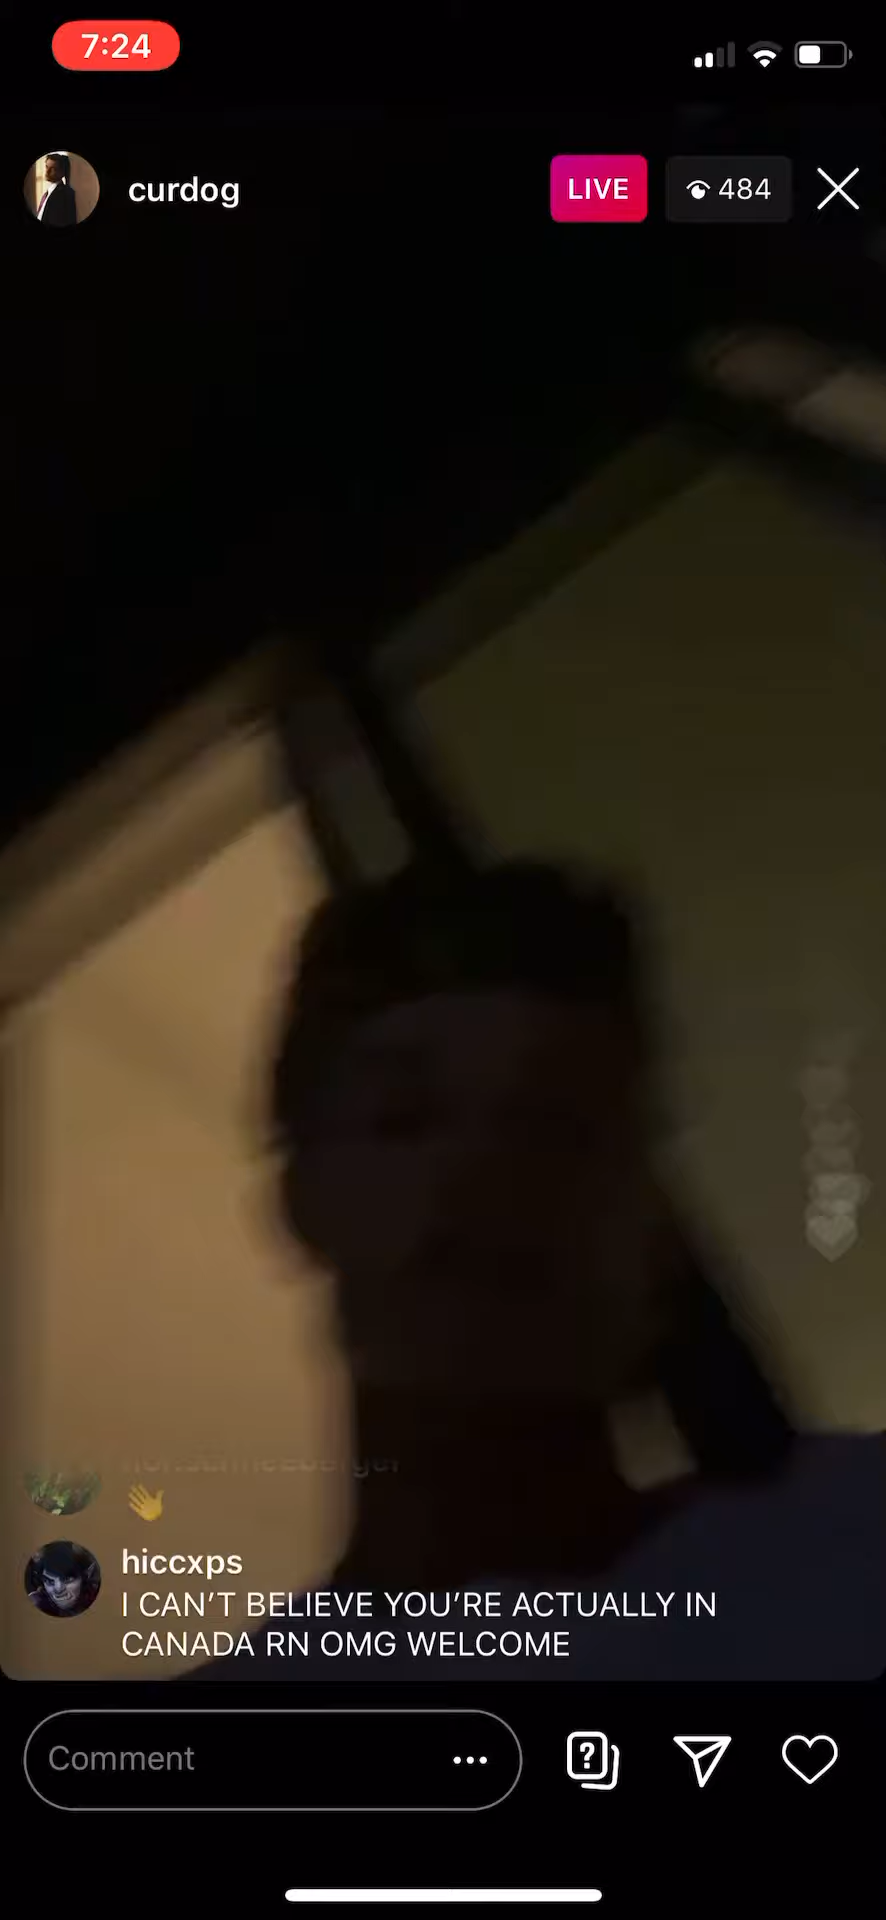 7:24
curdog
LIVE
484
hiccxps
I CAN'T BELIEVE YOU'RE ACTUALLY IN
CANADA RN OMG WELCOME
Comment